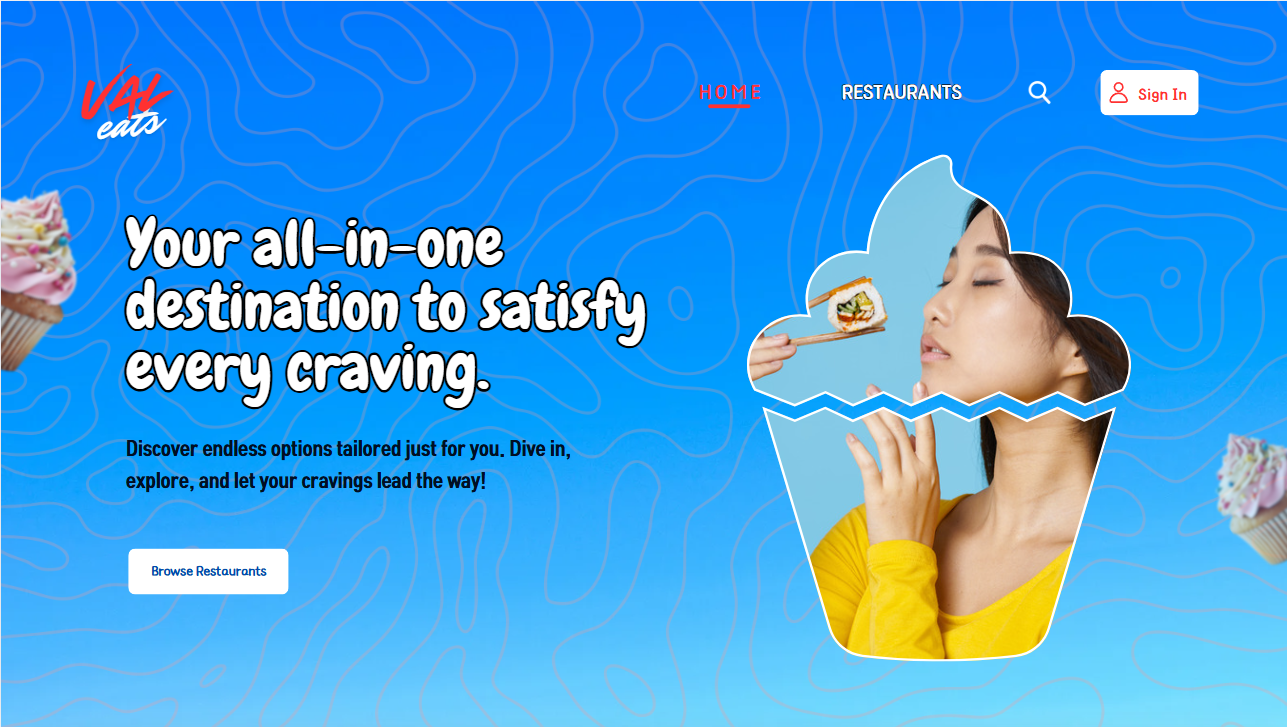 VAL
eats
HOME
RESTAURANTS
Sign In
Your all-in-one
destination to satisfy
every craving.
Discover endless options tailored just for you. Dive in,
explore, and let your cravings lead the way!
Browse Restaurants